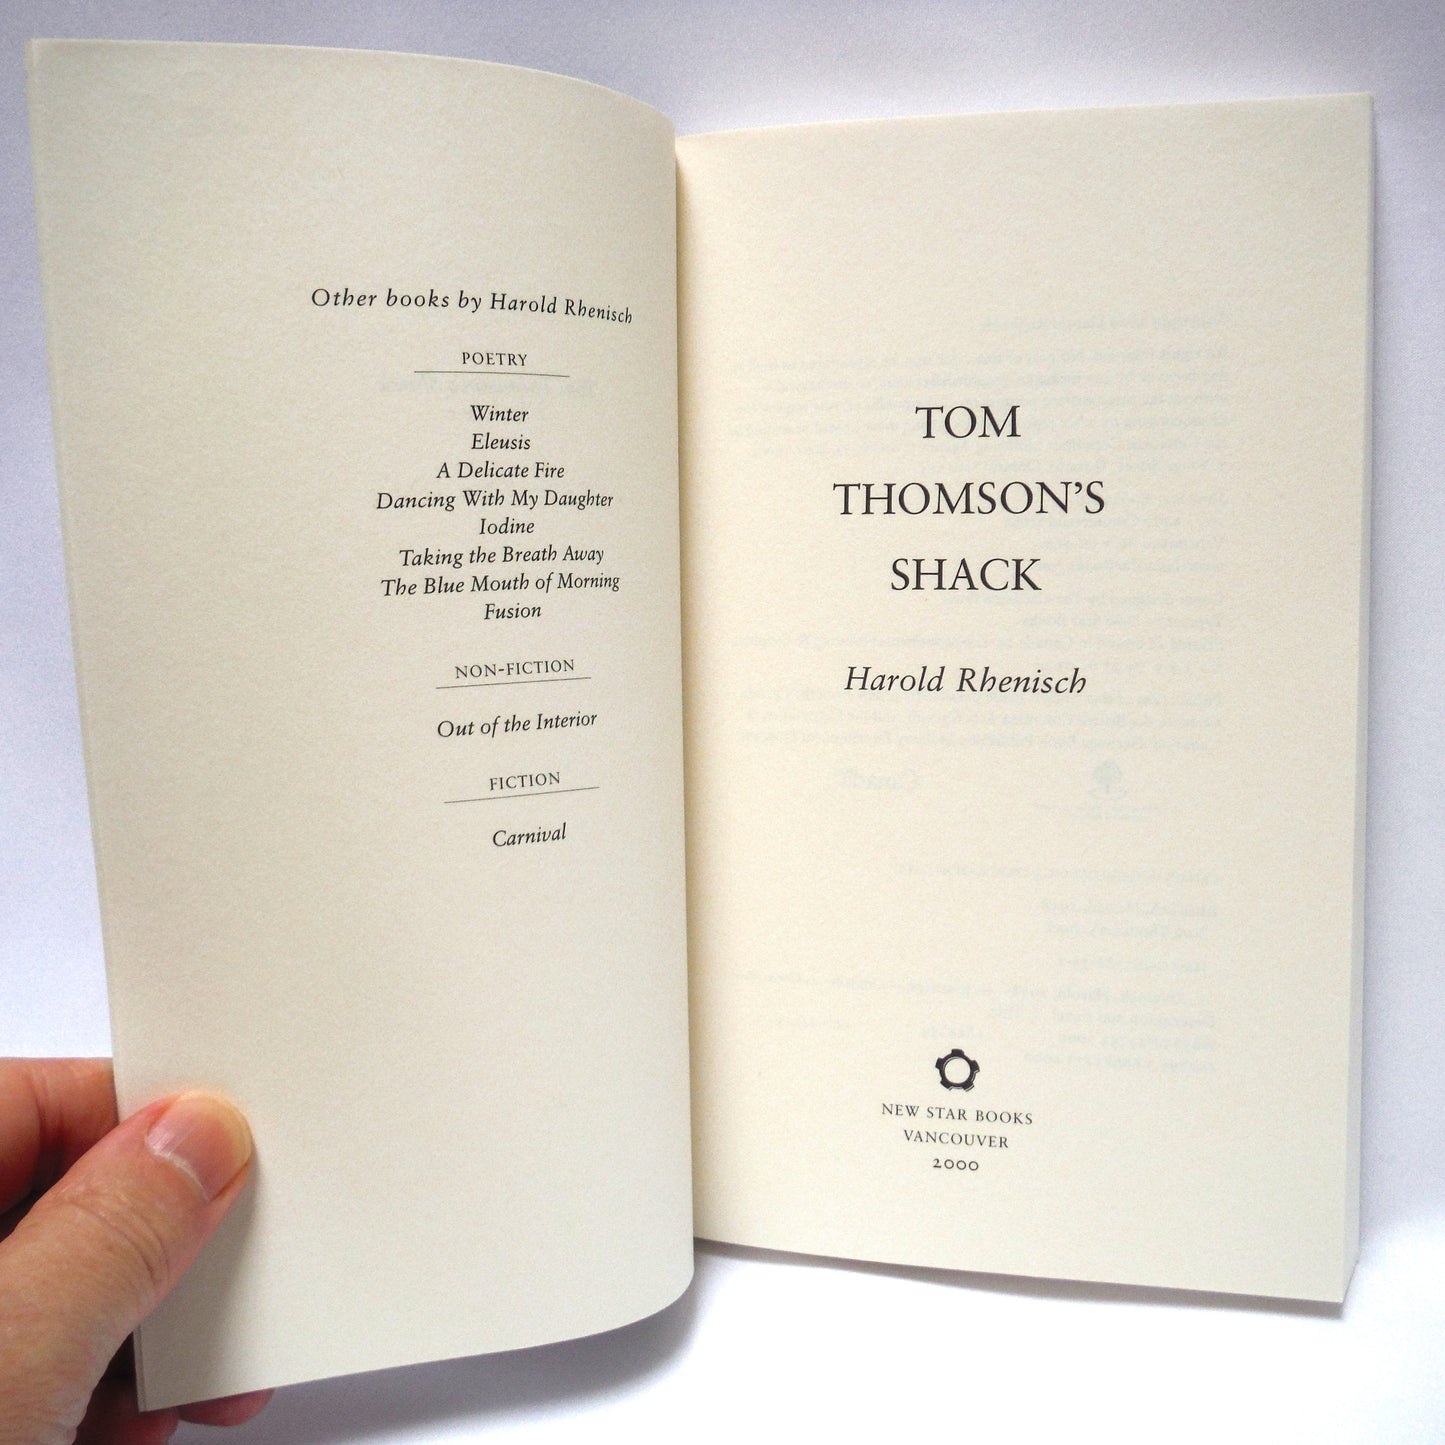 Other books by Harold Rhenisch
POETRY
Winter
Eleusis
A Delicate Fire
Dancing With My Daughter
Iodine
Taking the Breath Away
The Blue Mouth of Morning
Fusion
NON-FICTION
Out of the Interior
FICTION
Carnival
TOM
THOMSON'S
SHACK
Harold Rhenisch
NEW STAR BOOKS
VANCOUVER
2000